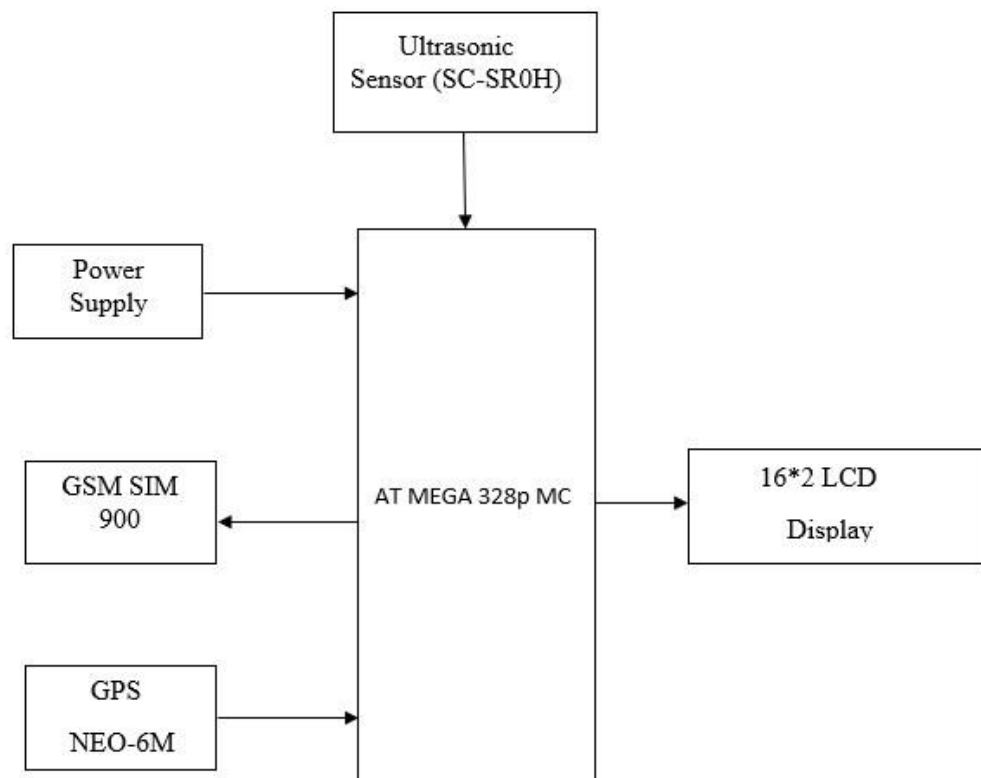 Ultrasonic
Sensor (SC-SR0H)
Power
Supply
GSM SIM
900
AT MEGA 328p MC
16*2 LCD
Display
GPS
NEO-6M